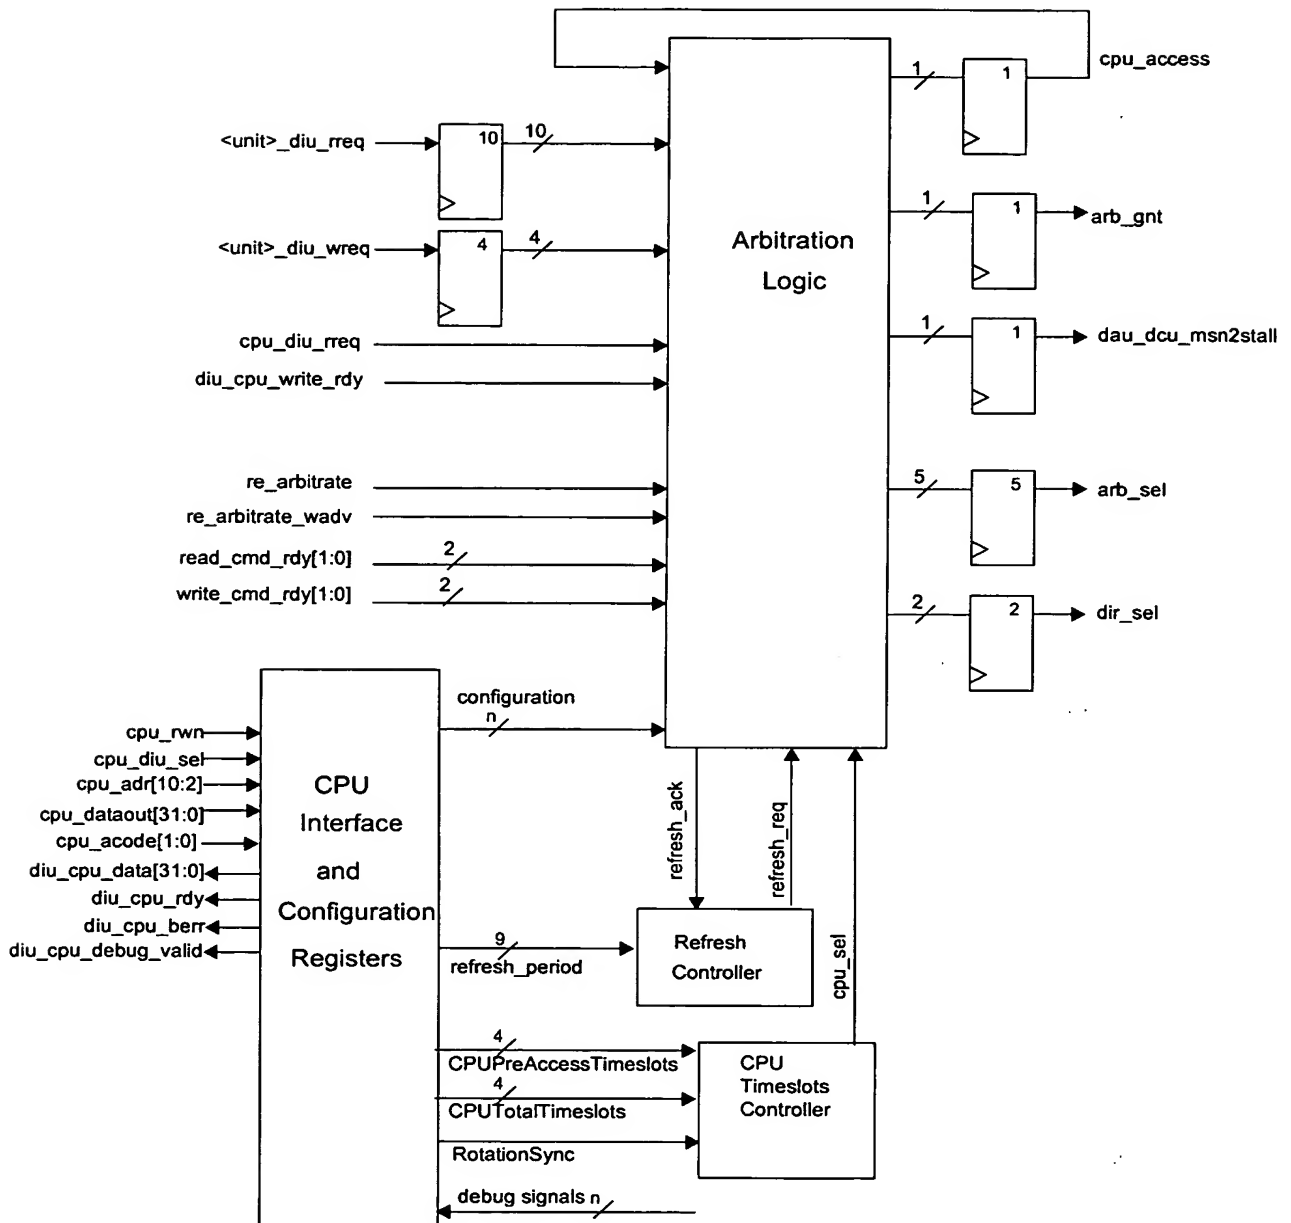 cpu_access
1
1
<unit>_diu_rreq
10
10
<unit>_diu_wreq
4
4
Arbitration
Logic
1
1
arb_gnt
cpu_diu_rreq
diu_cpu_write_rdy
1
1
dau_dcu_msn2stall
re_arbitrate
re_arbitrate_wadv
read_cmd_rdy[1:0]
2
write_cmd_rdy[1:0]
2
5
5
arb_sel
2
2
dir_sel
configuration
n
cpu_rwn
cpu_diu_sel
cpu_adr[10:2]
cpu_dataout[31:0]
cpu_acode[1:0]
diu_cpu_data[31:0]
diu_cpu_rdy
diu_cpu_berr
diu_cpu_debug_valid
CPU
Interface
and
Configuration
Registers
refresh_ack
refresh_req
cpu_sel
9
refresh_period
Refresh
Controller
4
CPUPreAccessTimeslots
4
CPUTotalTimeslots
RotationSync
CPU
Timeslots
Controller
debug signals n